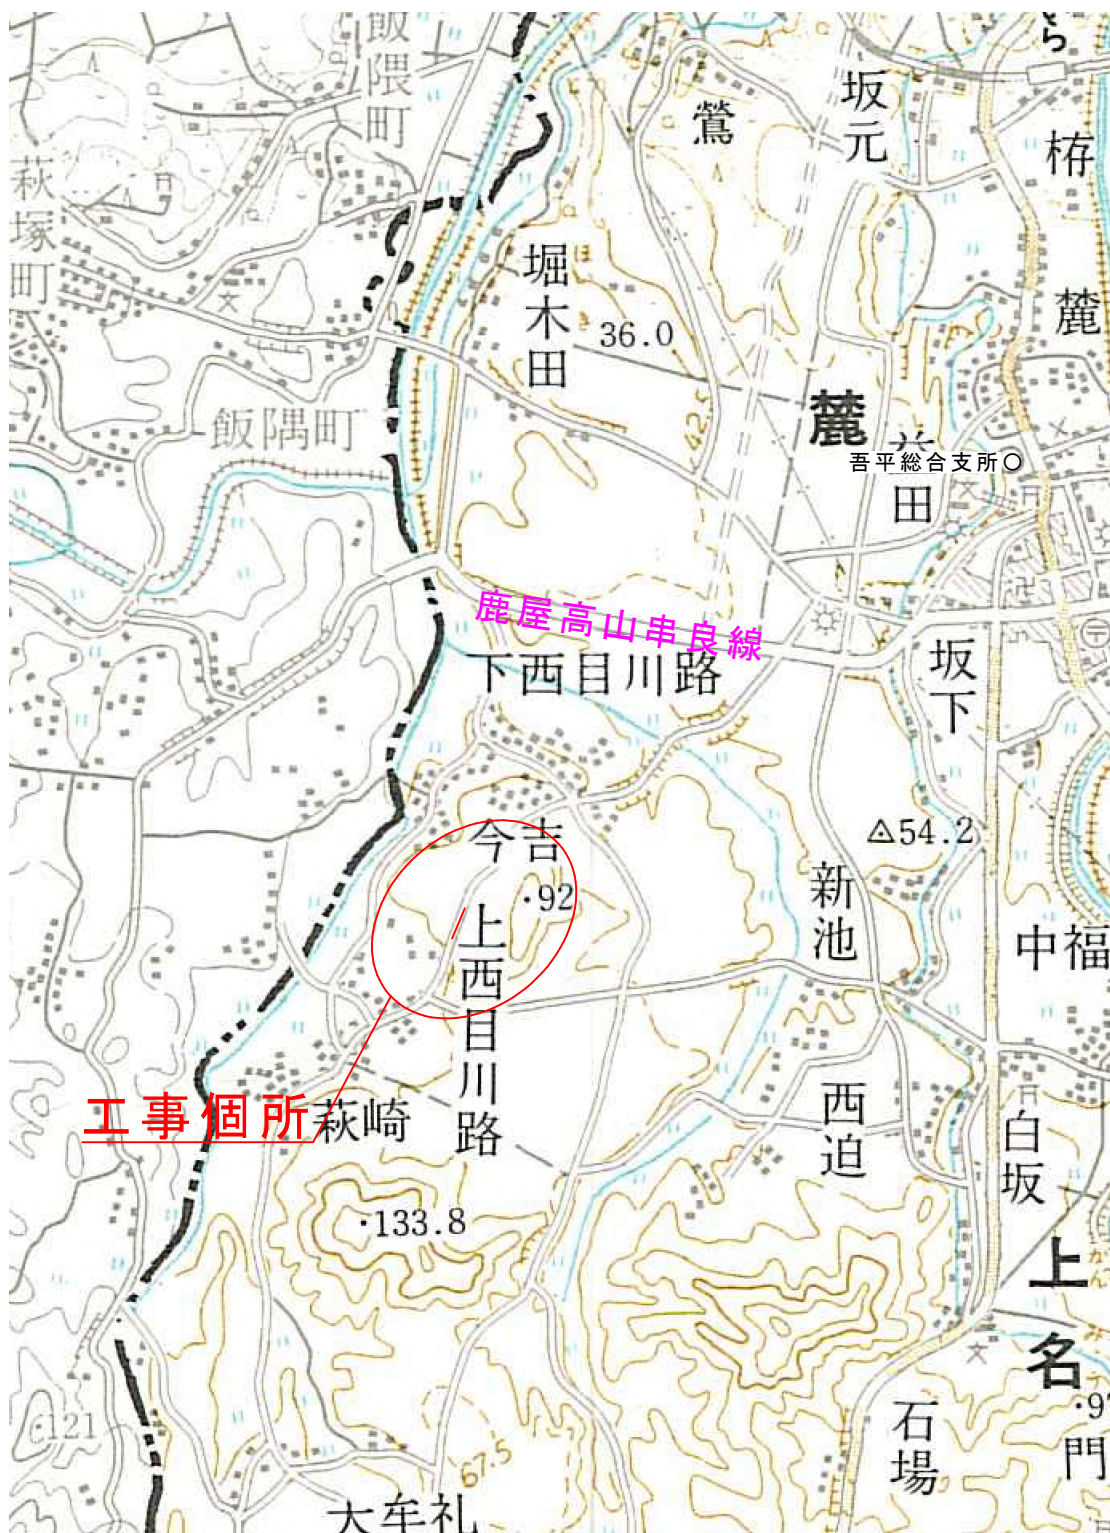 飯隈町
鶯
坂元
栫
萩塚町
堀木田
36.0
麓
飯隅町
42.5
麓
吾平総合支所
田
鹿屋高山串良線
下西目川路
坂下
今吉
54.2
92
新池
上西目川路
中福
工事個所
萩崎
西迫
白坂
133.8
上名
121
石場
門
67.5
大牟礼